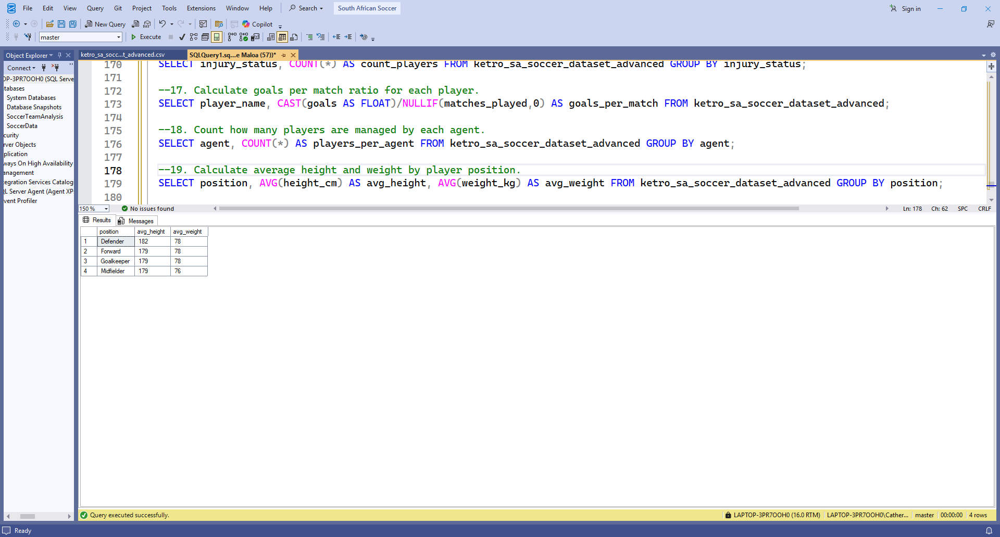 File Edit View Query Git Project Tools Extensions Window Help Search South African Soccer Sign in
New Query DAX Copilot
master Execute
Object Explorer
ketro_sa_socc...t_advanced.csv SQLQuery1.sq...e Maloa (57))*
Connect
OP-3PR7OOH0 (SQL Serve
tabases
System Databases
Database Snapshots
SoccerTeamAnalysis
SoccerData
curity
rver Objects
plication
ways On High Availability
anagement
tegration Services Catalog
QL Server Agent (Agent XP
vent Profiler
170 SELECT injury_status, COUNT(*) AS count_players FROM ketro_sa_soccer_dataset_advanced GROUP BY injury_status;
171
172 --17. Calculate goals per match ratio for each player.
173 SELECT player_name, CAST(goals AS FLOAT)/NULLIF(matches_played,0) AS goals_per_match FROM ketro_sa_soccer_dataset_advanced;
174
175 --18. Count how many players are managed by each agent.
176 SELECT agent, COUNT(*) AS players_per_agent FROM ketro_sa_soccer_dataset_advanced GROUP BY agent;
177
178 --19. Calculate average height and weight by player position.
179 SELECT position, AVG(height_cm) AS avg_height, AVG(weight_kg) AS avg_weight FROM ketro_sa_soccer_dataset_advanced GROUP BY position;
180
150 % No issues found Ln: 178 Ch: 62 SPC CRLF
Results Messages
position avg_height avg_weight
1 Defender 182 78
2 Forward 179 78
3 Goalkeeper 179 78
4 Midfielder 179 76
Query executed successfully. LAPTOP-3PR7OOH0 (16.0 RTM) LAPTOP-3PR7OOH0\Cather... master 00:00:00 4 rows
Ready